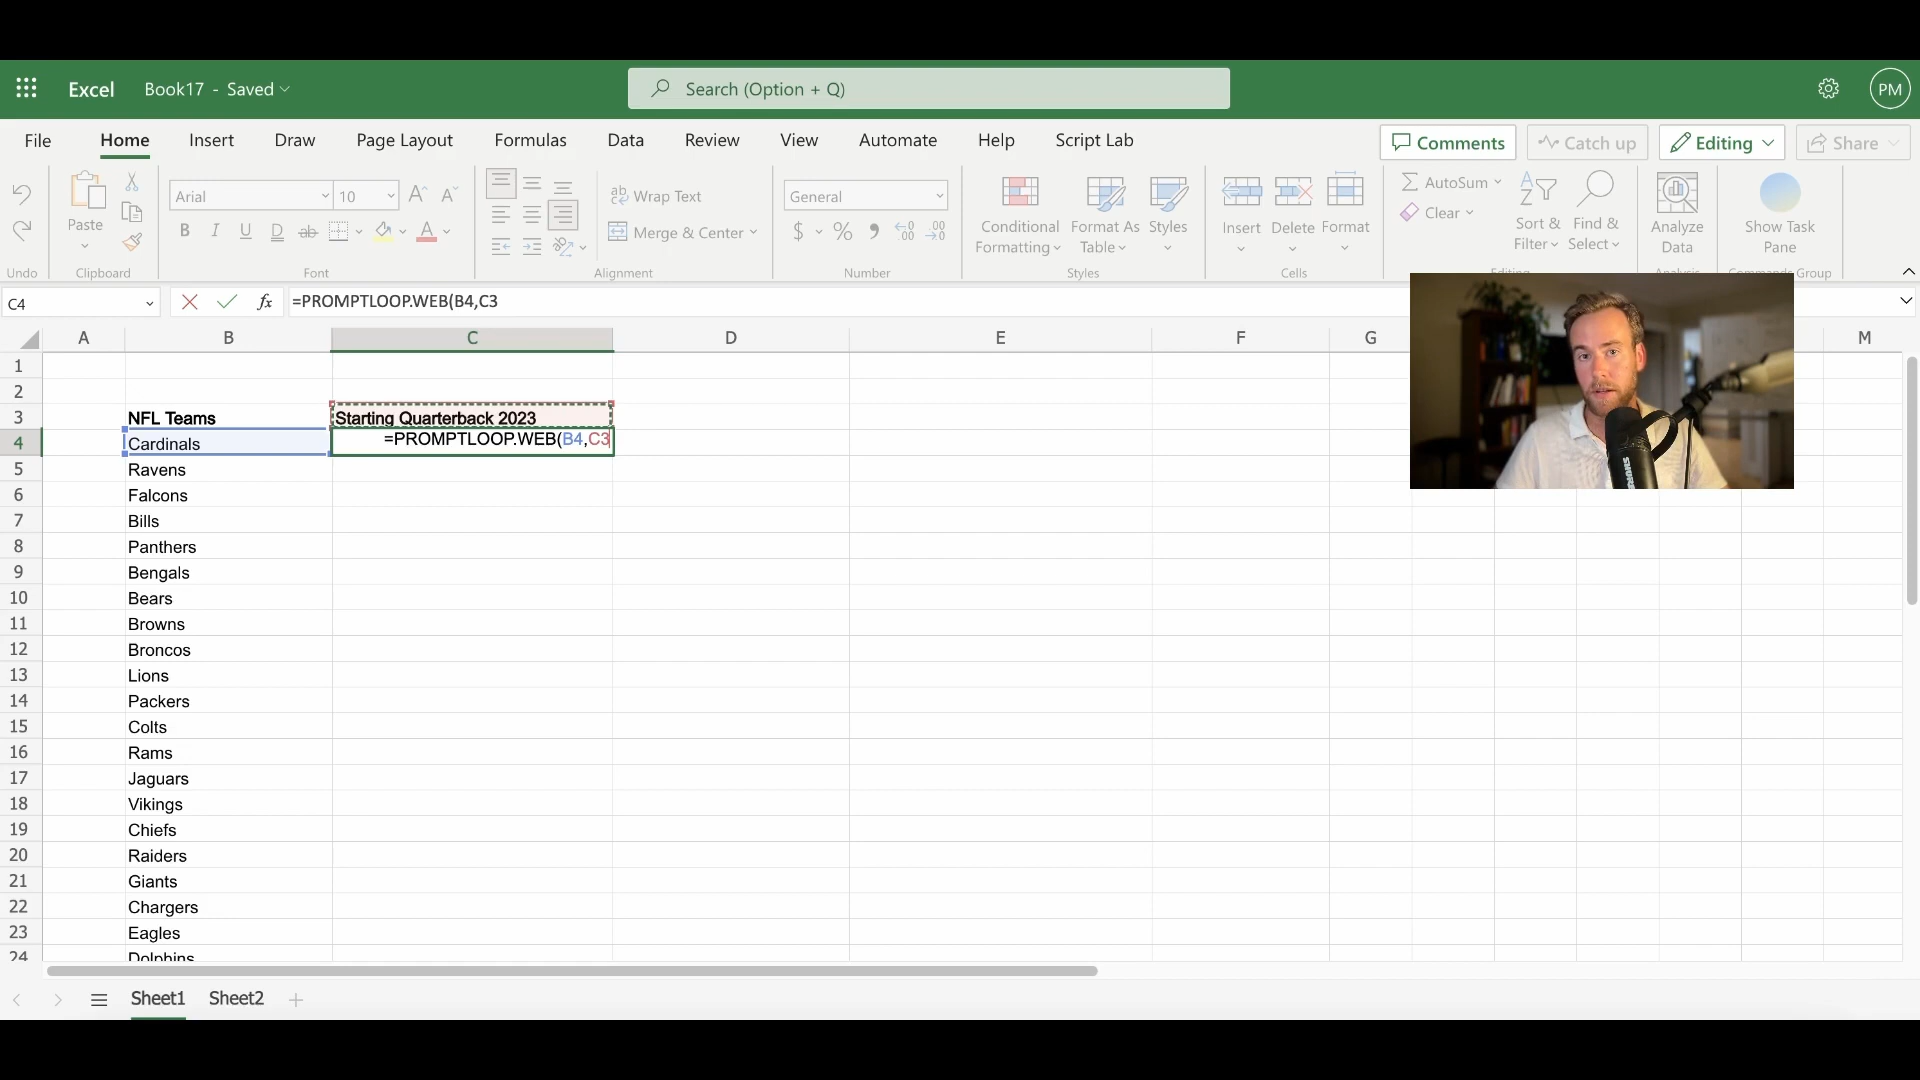 Excel Book17 - Saved Search (Option + Q) PM
File Home Insert Draw Page Layout Formulas Data Review View Automate Help Script Lab Comments Catch up Editing Share
Paste Arial 10 A^ Aˇ ab Wrap Text General Conditional Formatting Format As Table Styles Insert Delete Format AutoSum Clear Sort & Filter Find & Select Analyze Data Show Task Pane
B I U D ab A Merge & Center $ % 9
Undo Clipboard Font Alignment Number Styles Cells
C4 fx =PROMPTLOOP.WEB(B4,C3
A B C D E F G M
1
2
3 NFL Teams Starting Quarterback 2023
4 Cardinals =PROMPTLOOP.WEB(B4,C3
5 Ravens
6 Falcons
7 Bills
8 Panthers
9 Bengals
10 Bears
11 Browns
12 Broncos
13 Lions
14 Packers
15 Colts
16 Rams
17 Jaguars
18 Vikings
19 Chiefs
20 Raiders
21 Giants
22 Chargers
23 Eagles
24 Dolphins
Sheet1 Sheet2